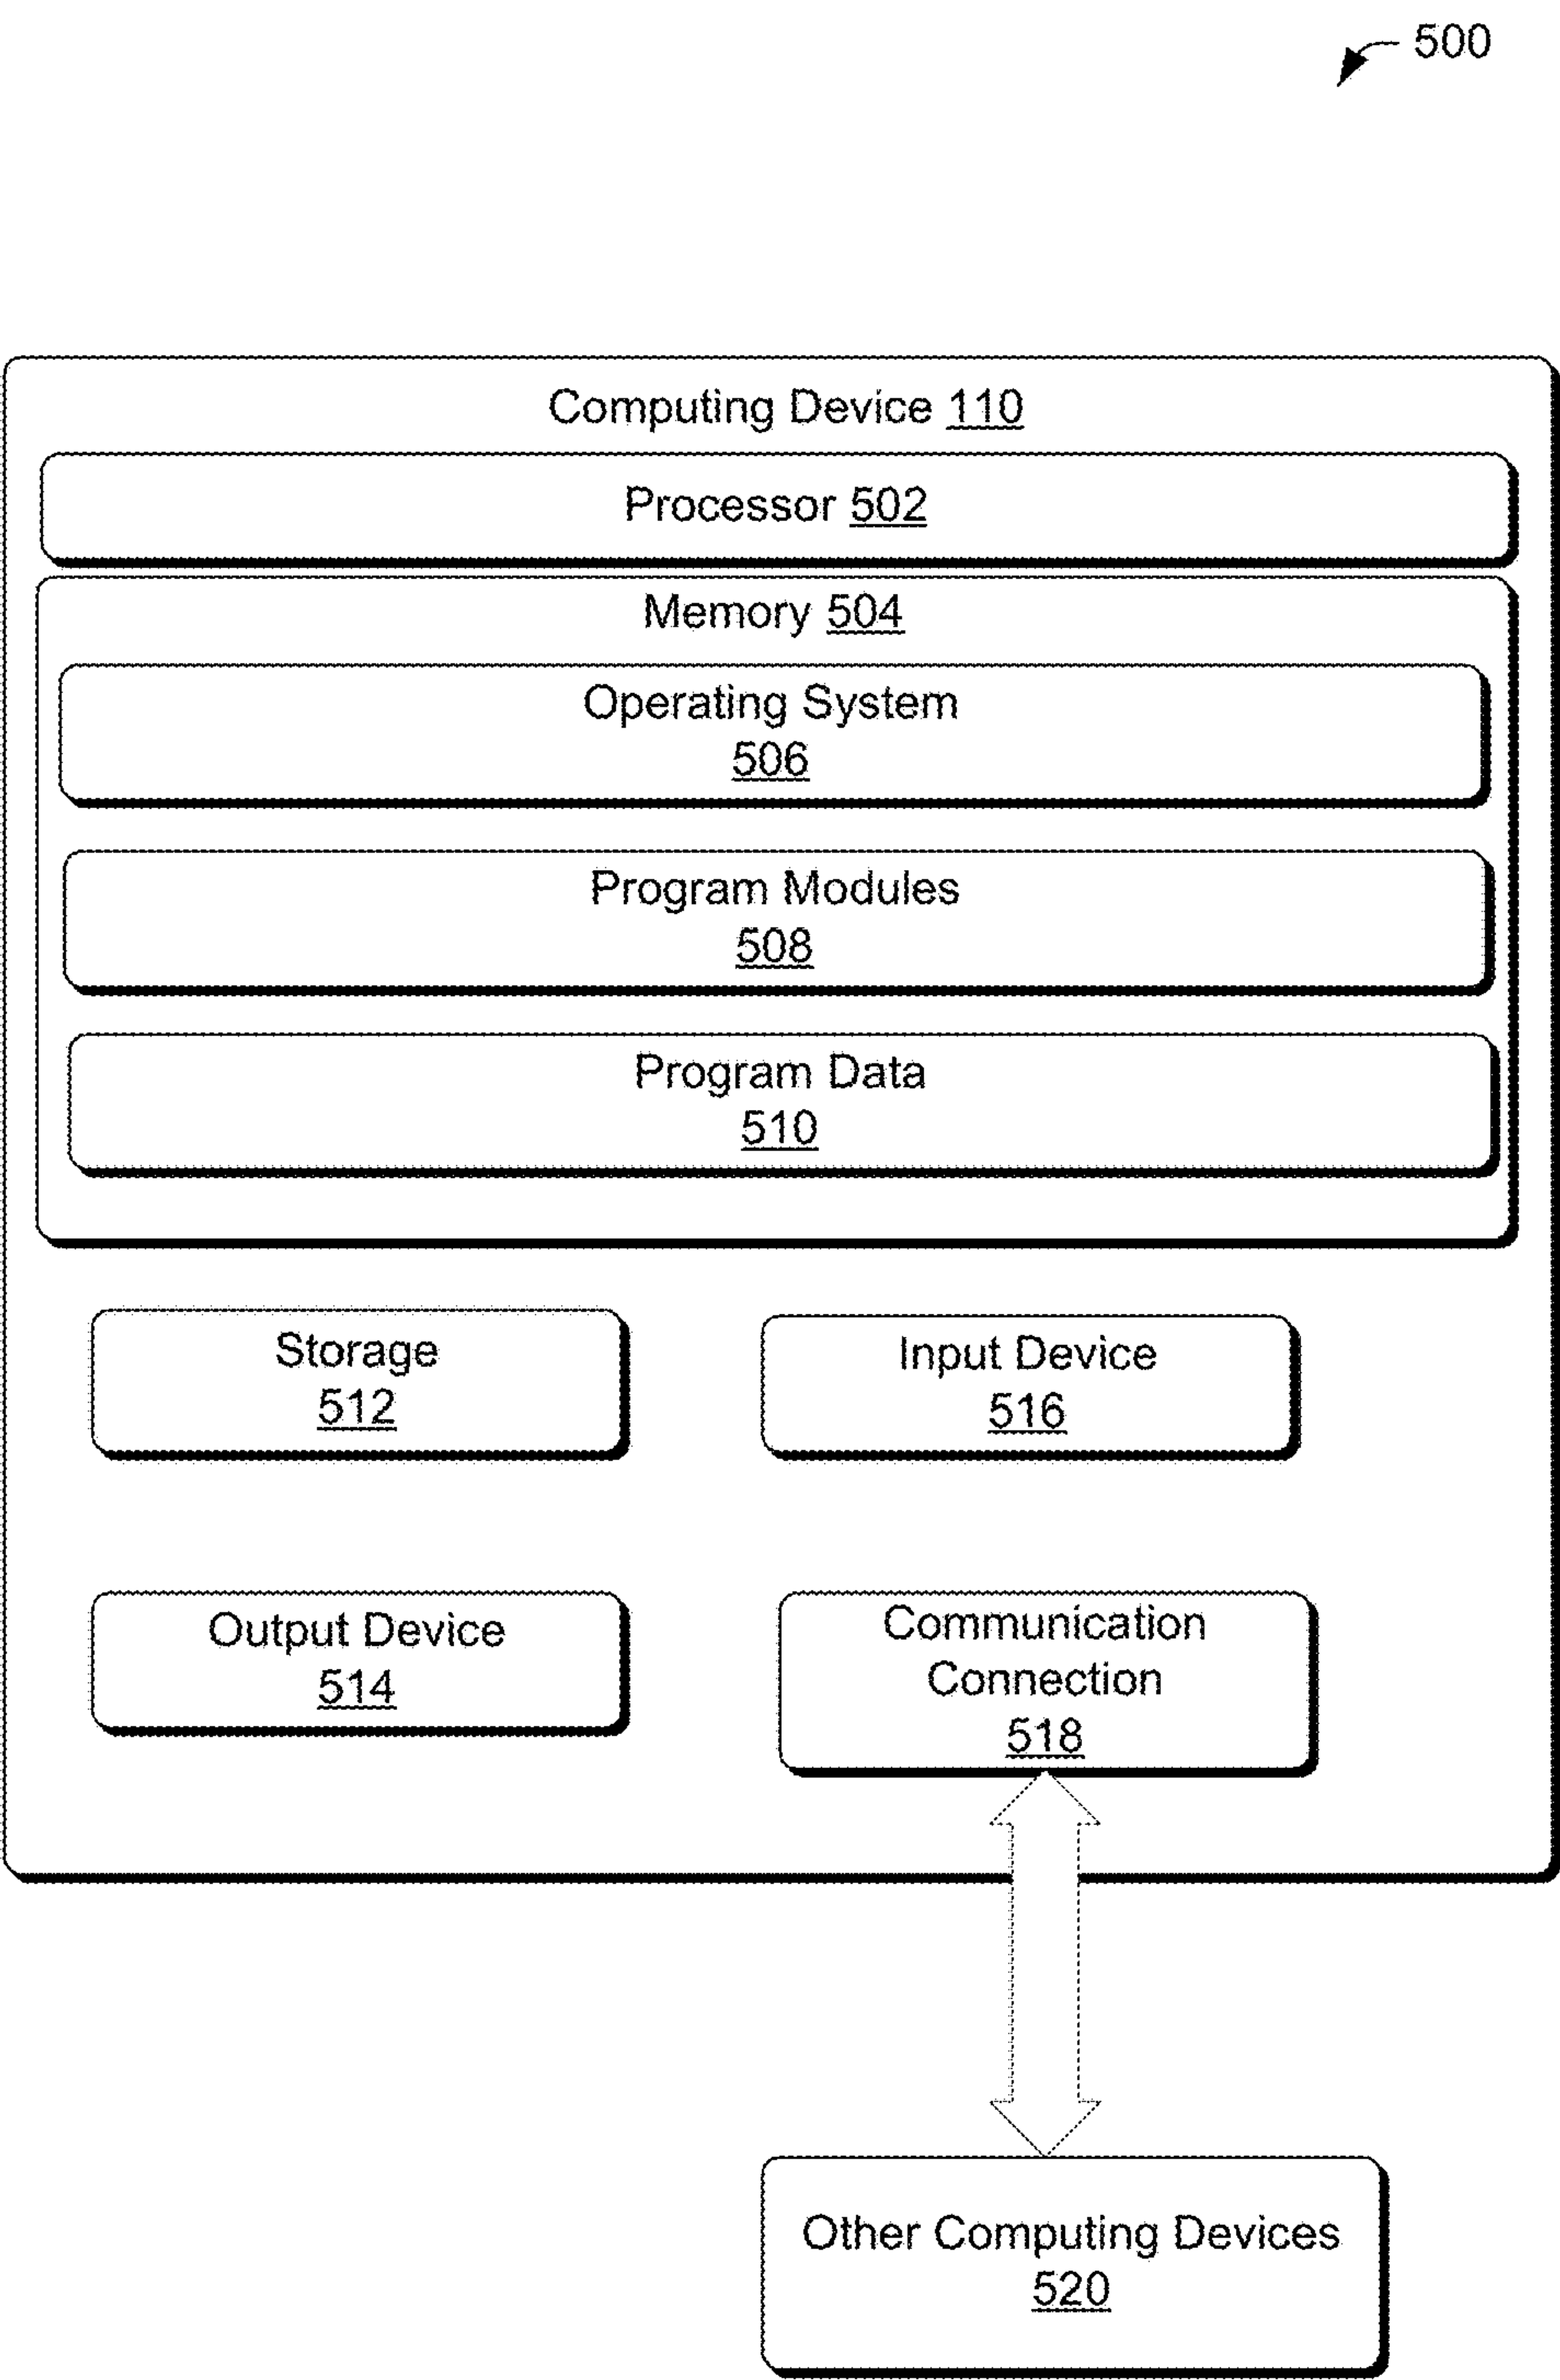 500
Computing Device 110
Processor 502
Memory 504
Operating System
506
Program Modules
508
Program Data
510
Storage
512
Input Device
516
Output Device
514
Communication
Connection
518
Other Computing Devices
520